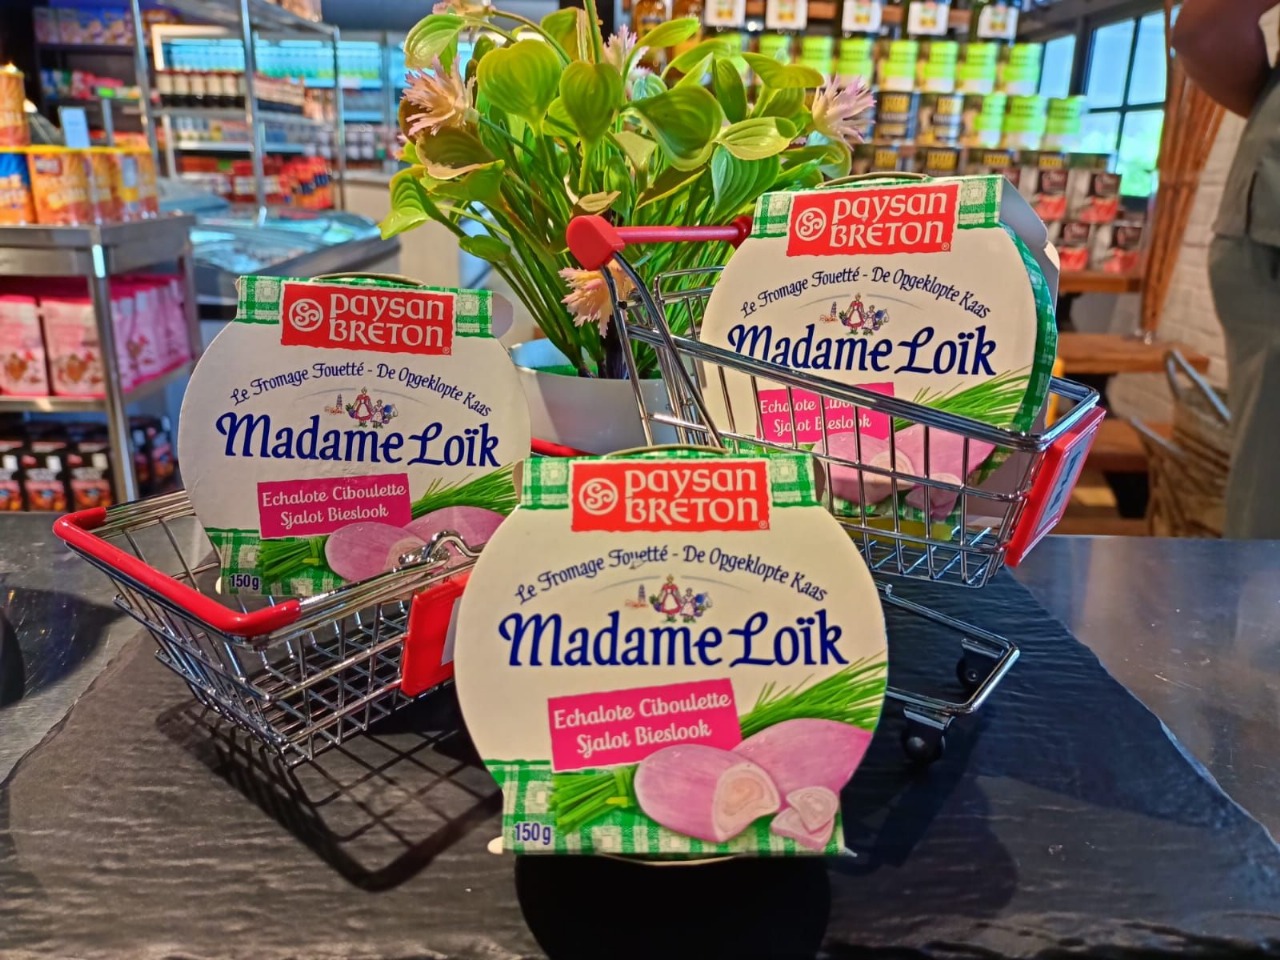 Paysan
Breton
Le Fromage Fouetté - De Opgeklopte Kaas
Madame Loïk
Echalote Ciboulette
Sjalot Bieslook
150g
Paysan
Breton
Le Fromage Fouetté - De Opgeklopte Kaas
Madame Loïk
Echalote Cibou
Sjalot Bieslook
Paysan
Breton
Le Fromage Fouetté - De Opgeklopte Kaas
Madame Loïk
Echalote Ciboulette
Sjalot Bieslook
150g